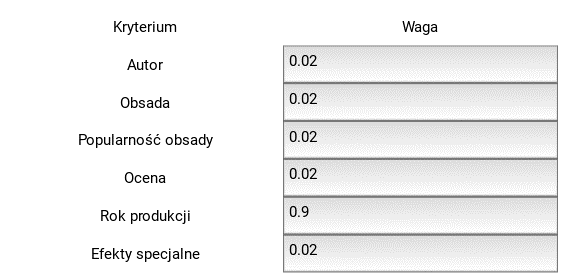 Kryterium Waga
Autor 0.02
Obsada 0.02
Popularność obsady 0.02
Ocena 0.02
Rok produkcji 0.9
Efekty specjalne 0.02